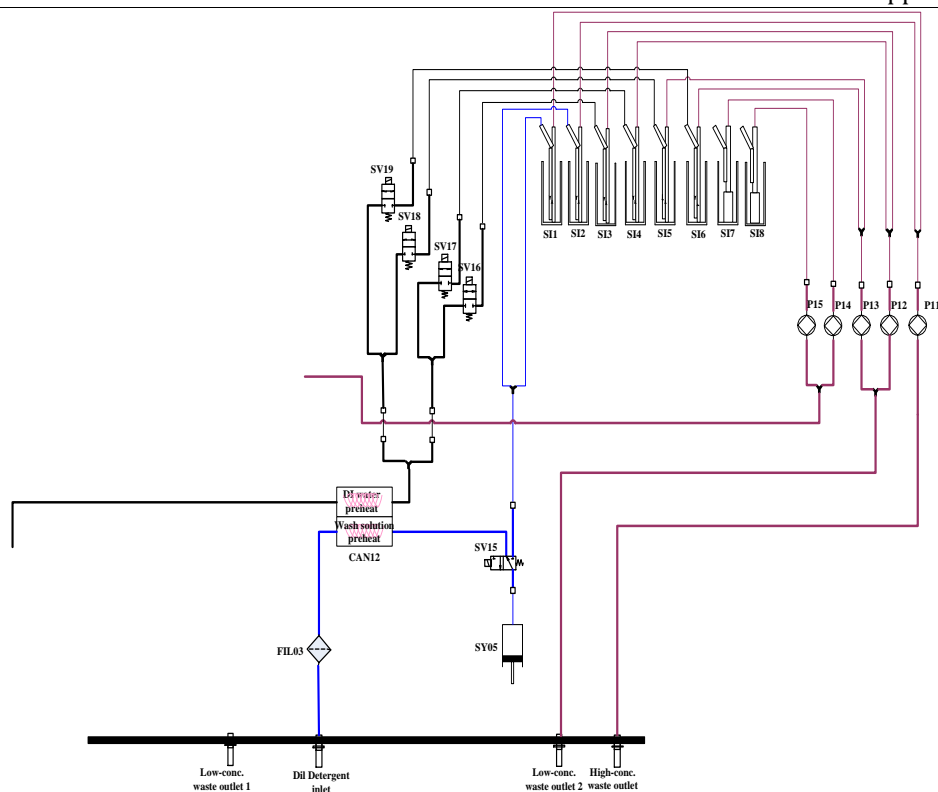 SV19
SV18
SV17
SV16
SI1 SI2 SI3 SI4 SI5 SI6 SI7 SI8
P15 P14 P13 P12 P11
DI water
preheat
Wash solution
preheat
CAN12
SV15
FIL03
SY05
Low-conc.
waste outlet 1
Dil Detergent
inlet
Low-conc.
waste outlet 2
High-conc.
waste outlet